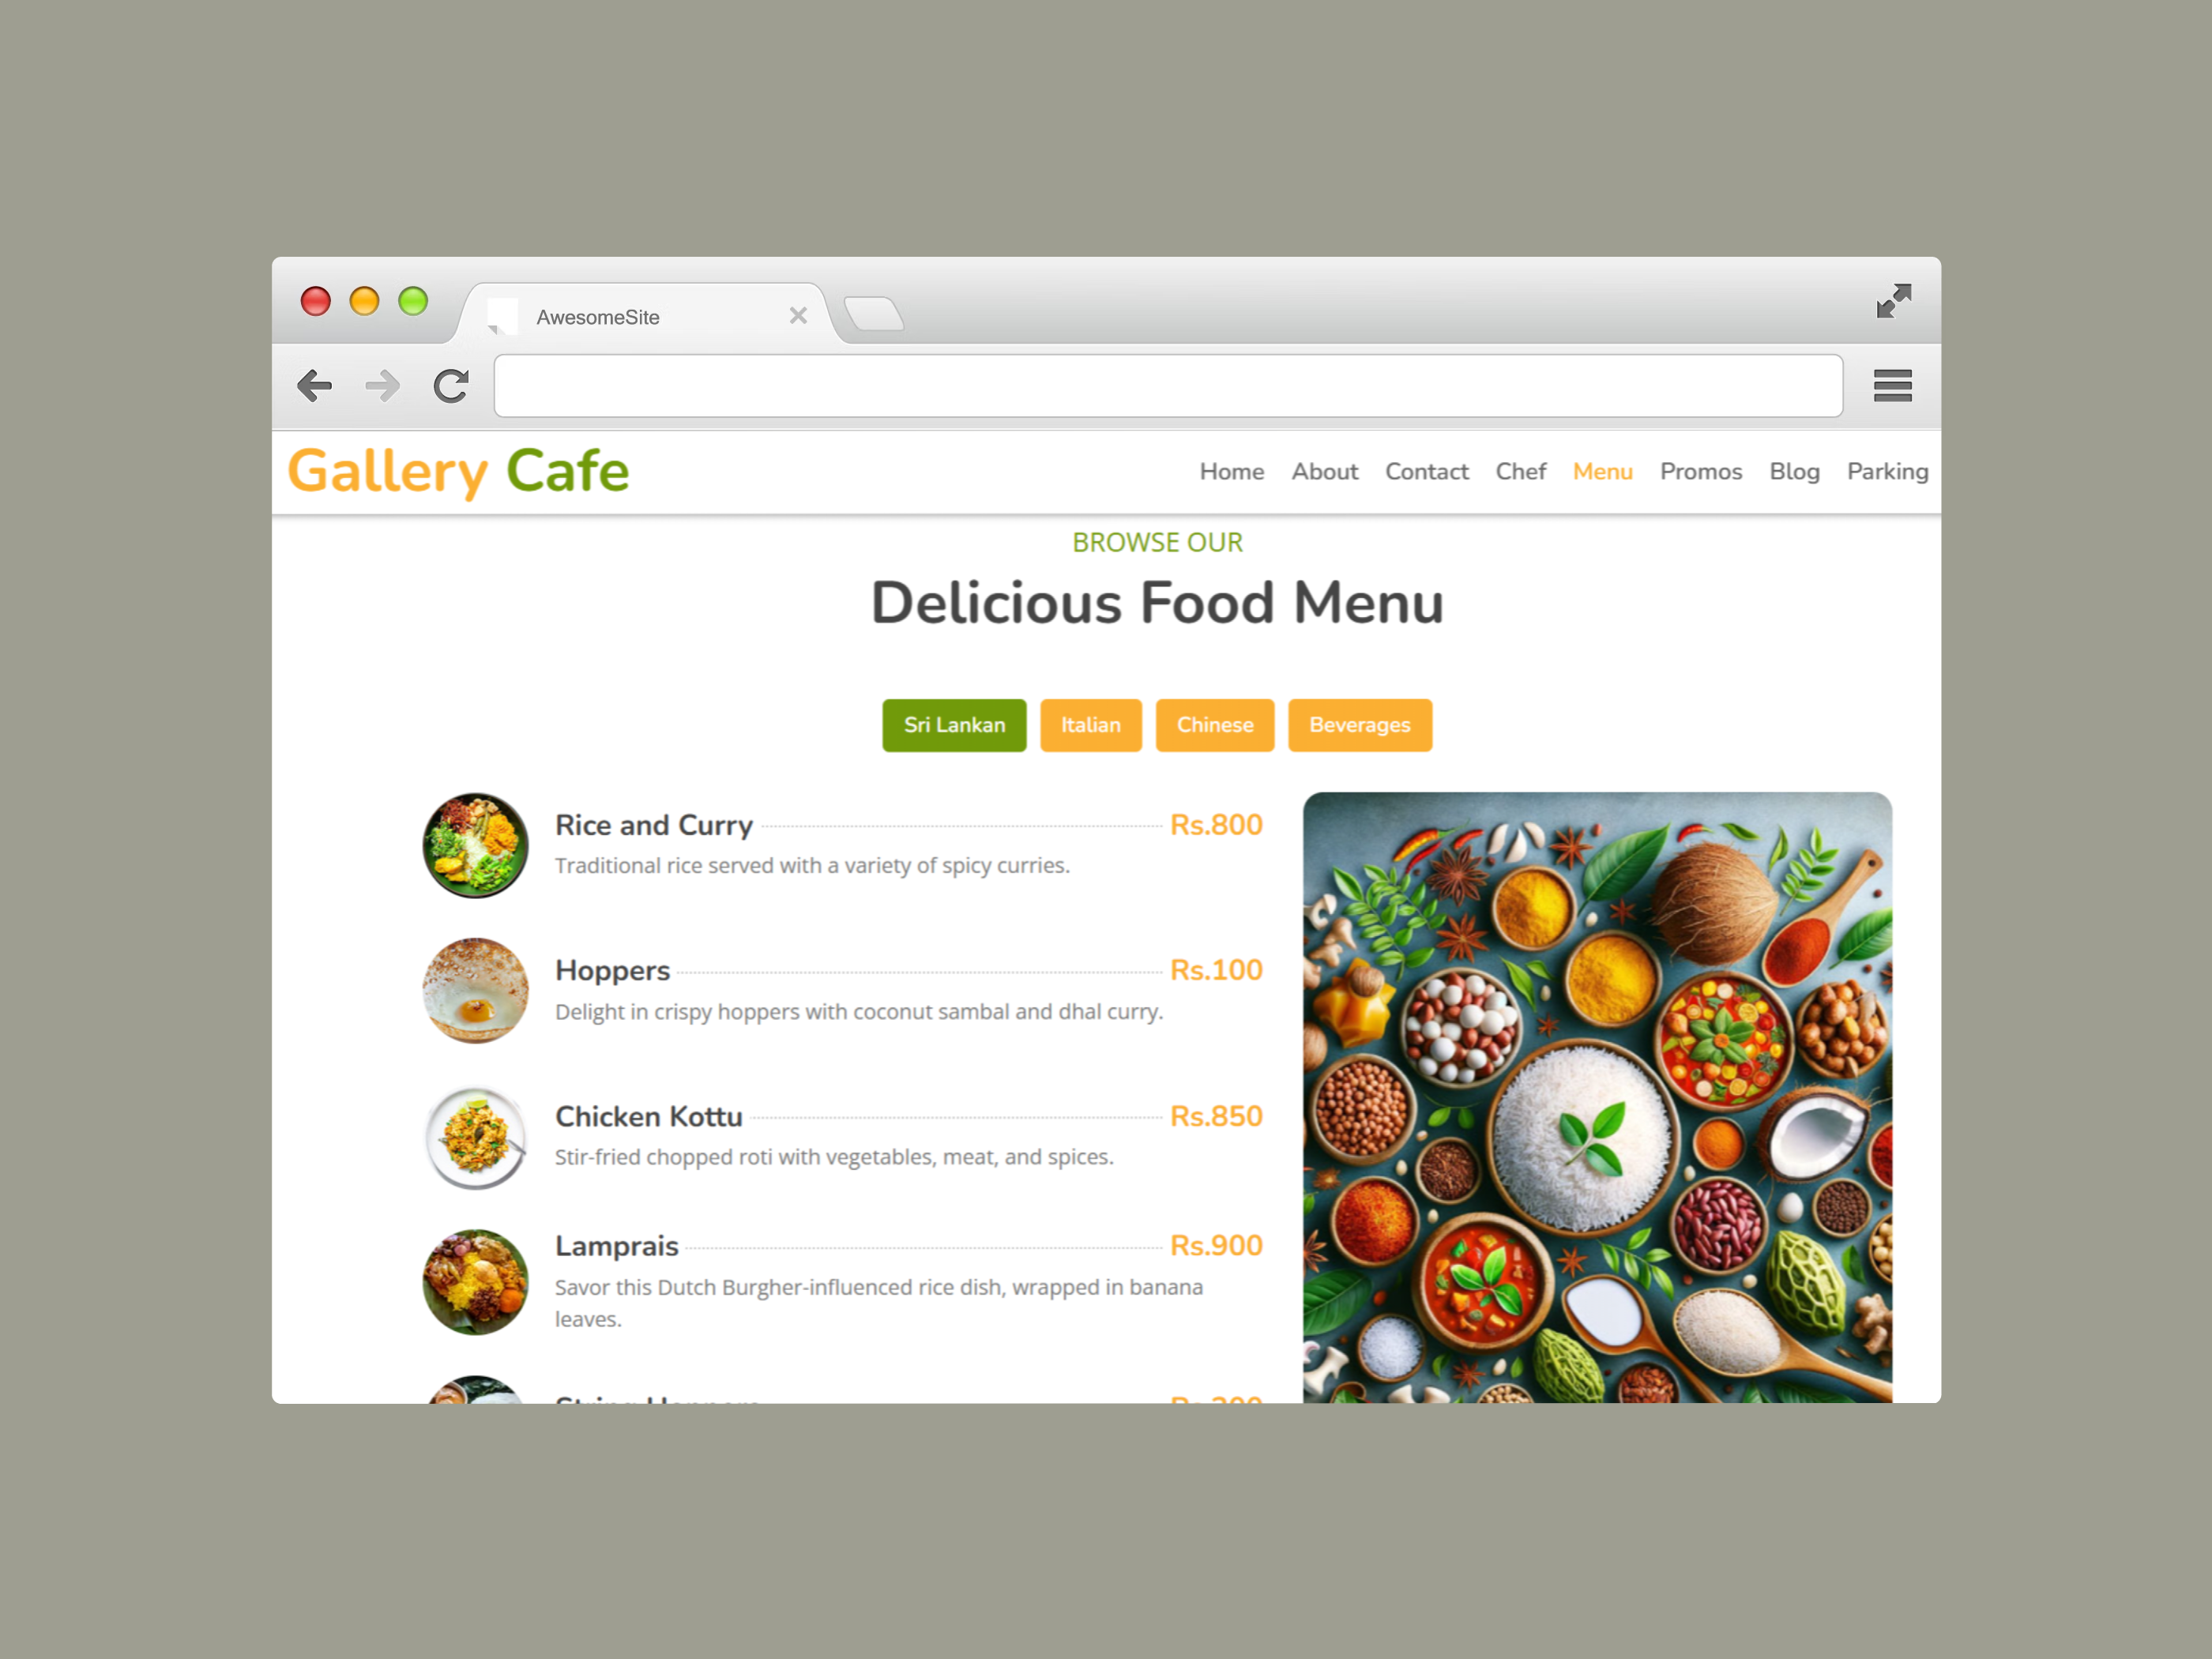 AwesomeSite
Gallery Cafe
Home About Contact Chef Menu Promos Blog Parking
BROWSE OUR
Delicious Food Menu
Sri Lankan Italian Chinese Beverages
Rice and Curry Rs.800
Traditional rice served with a variety of spicy curries.
Hoppers Rs.100
Delight in crispy hoppers with coconut sambal and dhal curry.
Chicken Kottu Rs.850
Stir-fried chopped roti with vegetables, meat, and spices.
Lamprais Rs.900
Savor this Dutch Burgher-influenced rice dish, wrapped in banana
leaves.